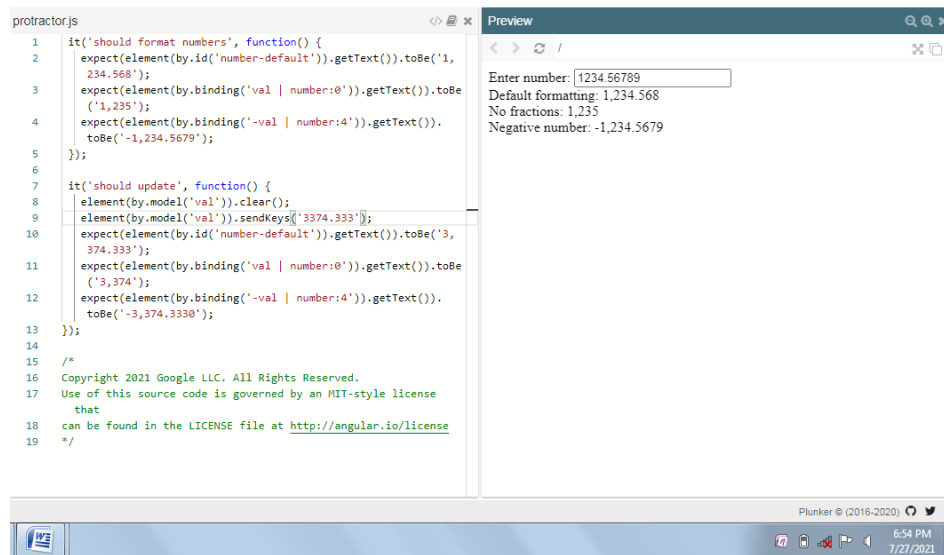 protractor.js
1 it('should format numbers', function() {
2 expect(element(by.id('number-default')).getText()).toBe('1,
234.568');
3 expect(element(by.binding('val | number:0')).getText()).toBe
('1,235');
4 expect(element(by.binding('-val | number:4')).getText()).
toBe('-1,234.5679');
5 });
6
7 it('should update', function() {
8 element(by.model('val')).clear();
9 element(by.model('val')).sendKeys('3374.333');
10 expect(element(by.id('number-default')).getText()).toBe('3,
374.333');
11 expect(element(by.binding('val | number:0')).getText()).toBe
('3,374');
12 expect(element(by.binding('-val | number:4')).getText()).
toBe('-3,374.3330');
13 });
14
15 /*
16 Copyright 2021 Google LLC. All Rights Reserved.
17 Use of this source code is governed by an MIT-style license
that
18 can be found in the LICENSE file at http://angular.io/license
19 */
Preview
/
Enter number: 1234.56789
Default formatting: 1,234.568
No fractions: 1,235
Negative number: -1,234.5679
Plunker © (2016-2020)
6:54 PM
7/27/2021